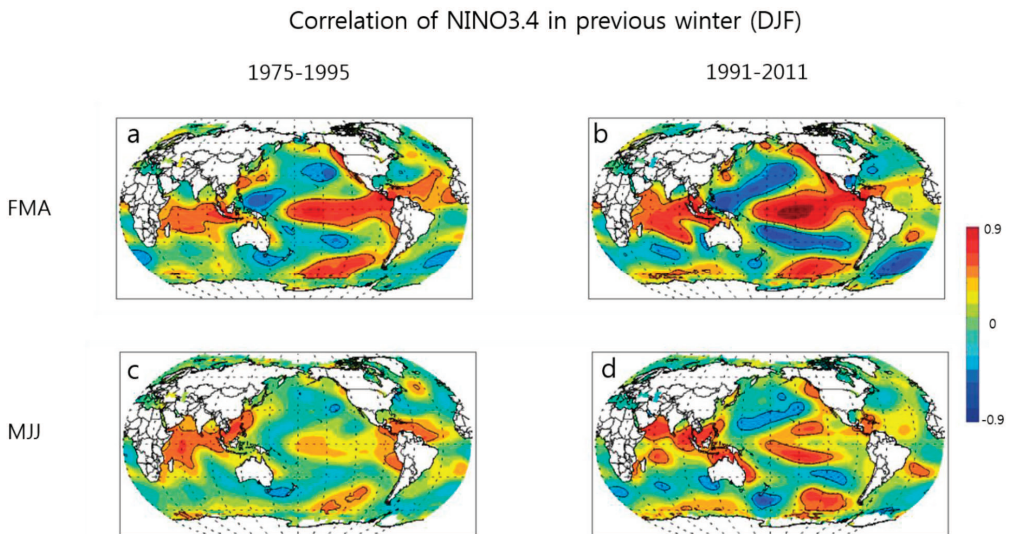 Correlation of NINO3.4 in previous winter (DJF)
1975-1995
1991-2011
a
b
FMA
0.9
0
-0.9
c
d
MJJ